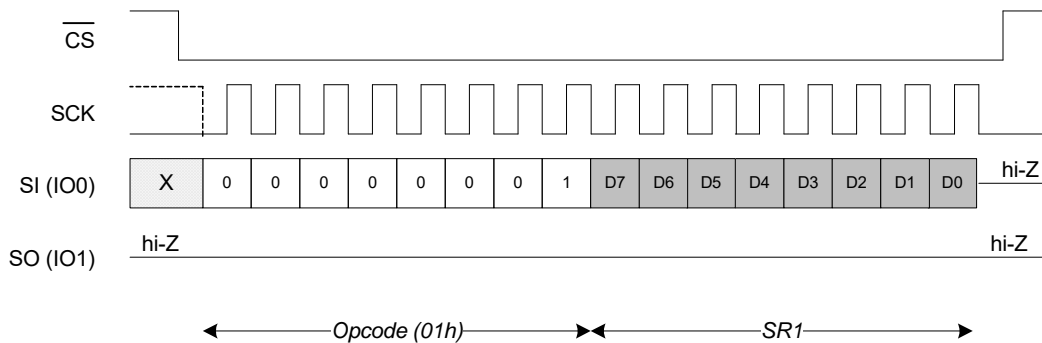 CS
SCK
SI (IO0) X 0 0 0 0 0 0 0 1 D7 D6 D5 D4 D3 D2 D1 D0 hi-Z
hi-Z hi-Z
SO (IO1)
Opcode (01h) SR1